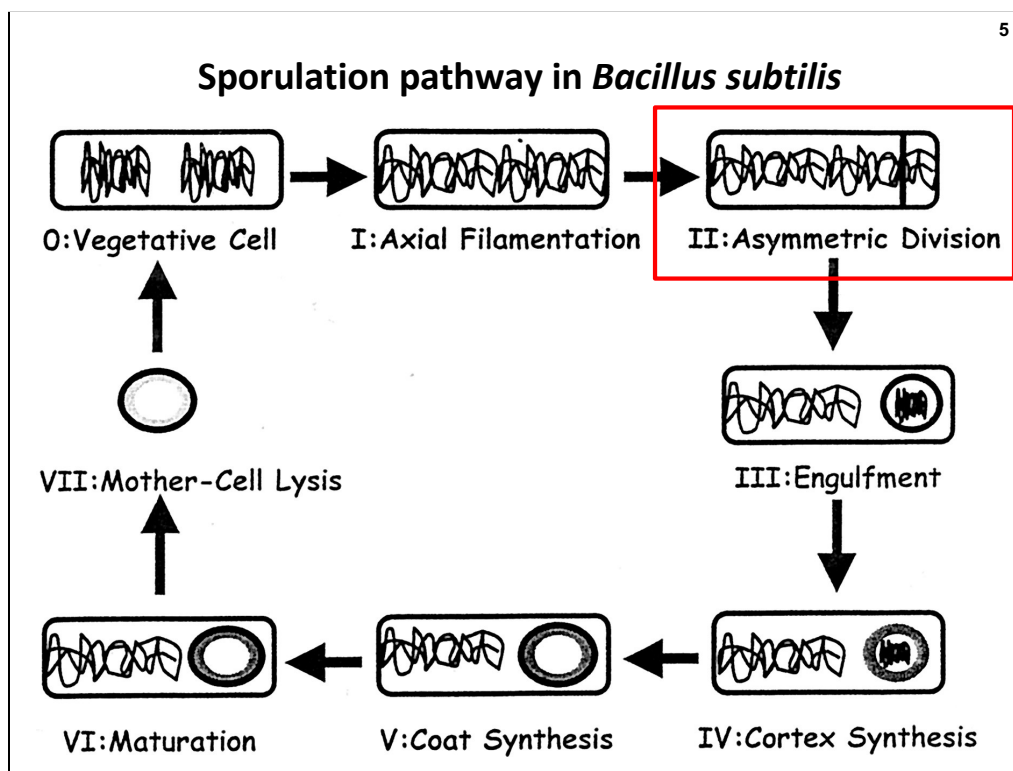 5
Sporulation pathway in Bacillus subtilis
0:Vegetative Cell
I:Axial Filamentation
II:Asymmetric Division
III:Engulfment
IV:Cortex Synthesis
V:Coat Synthesis
VI:Maturation
VII:Mother-Cell Lysis